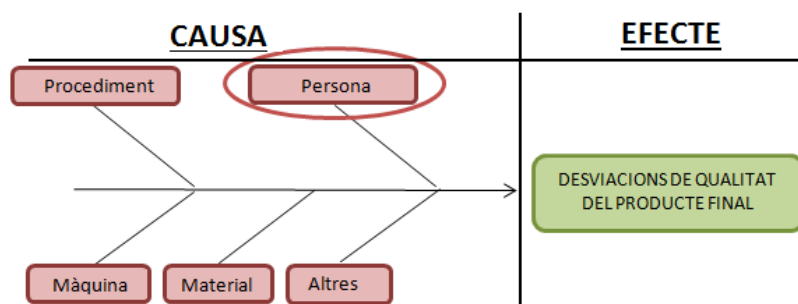 CAUSA
EFECTE
Procediment
Persona
DESVIACIONS DE QUALITAT
DEL PRODUCTE FINAL
Màquina
Material
Altres